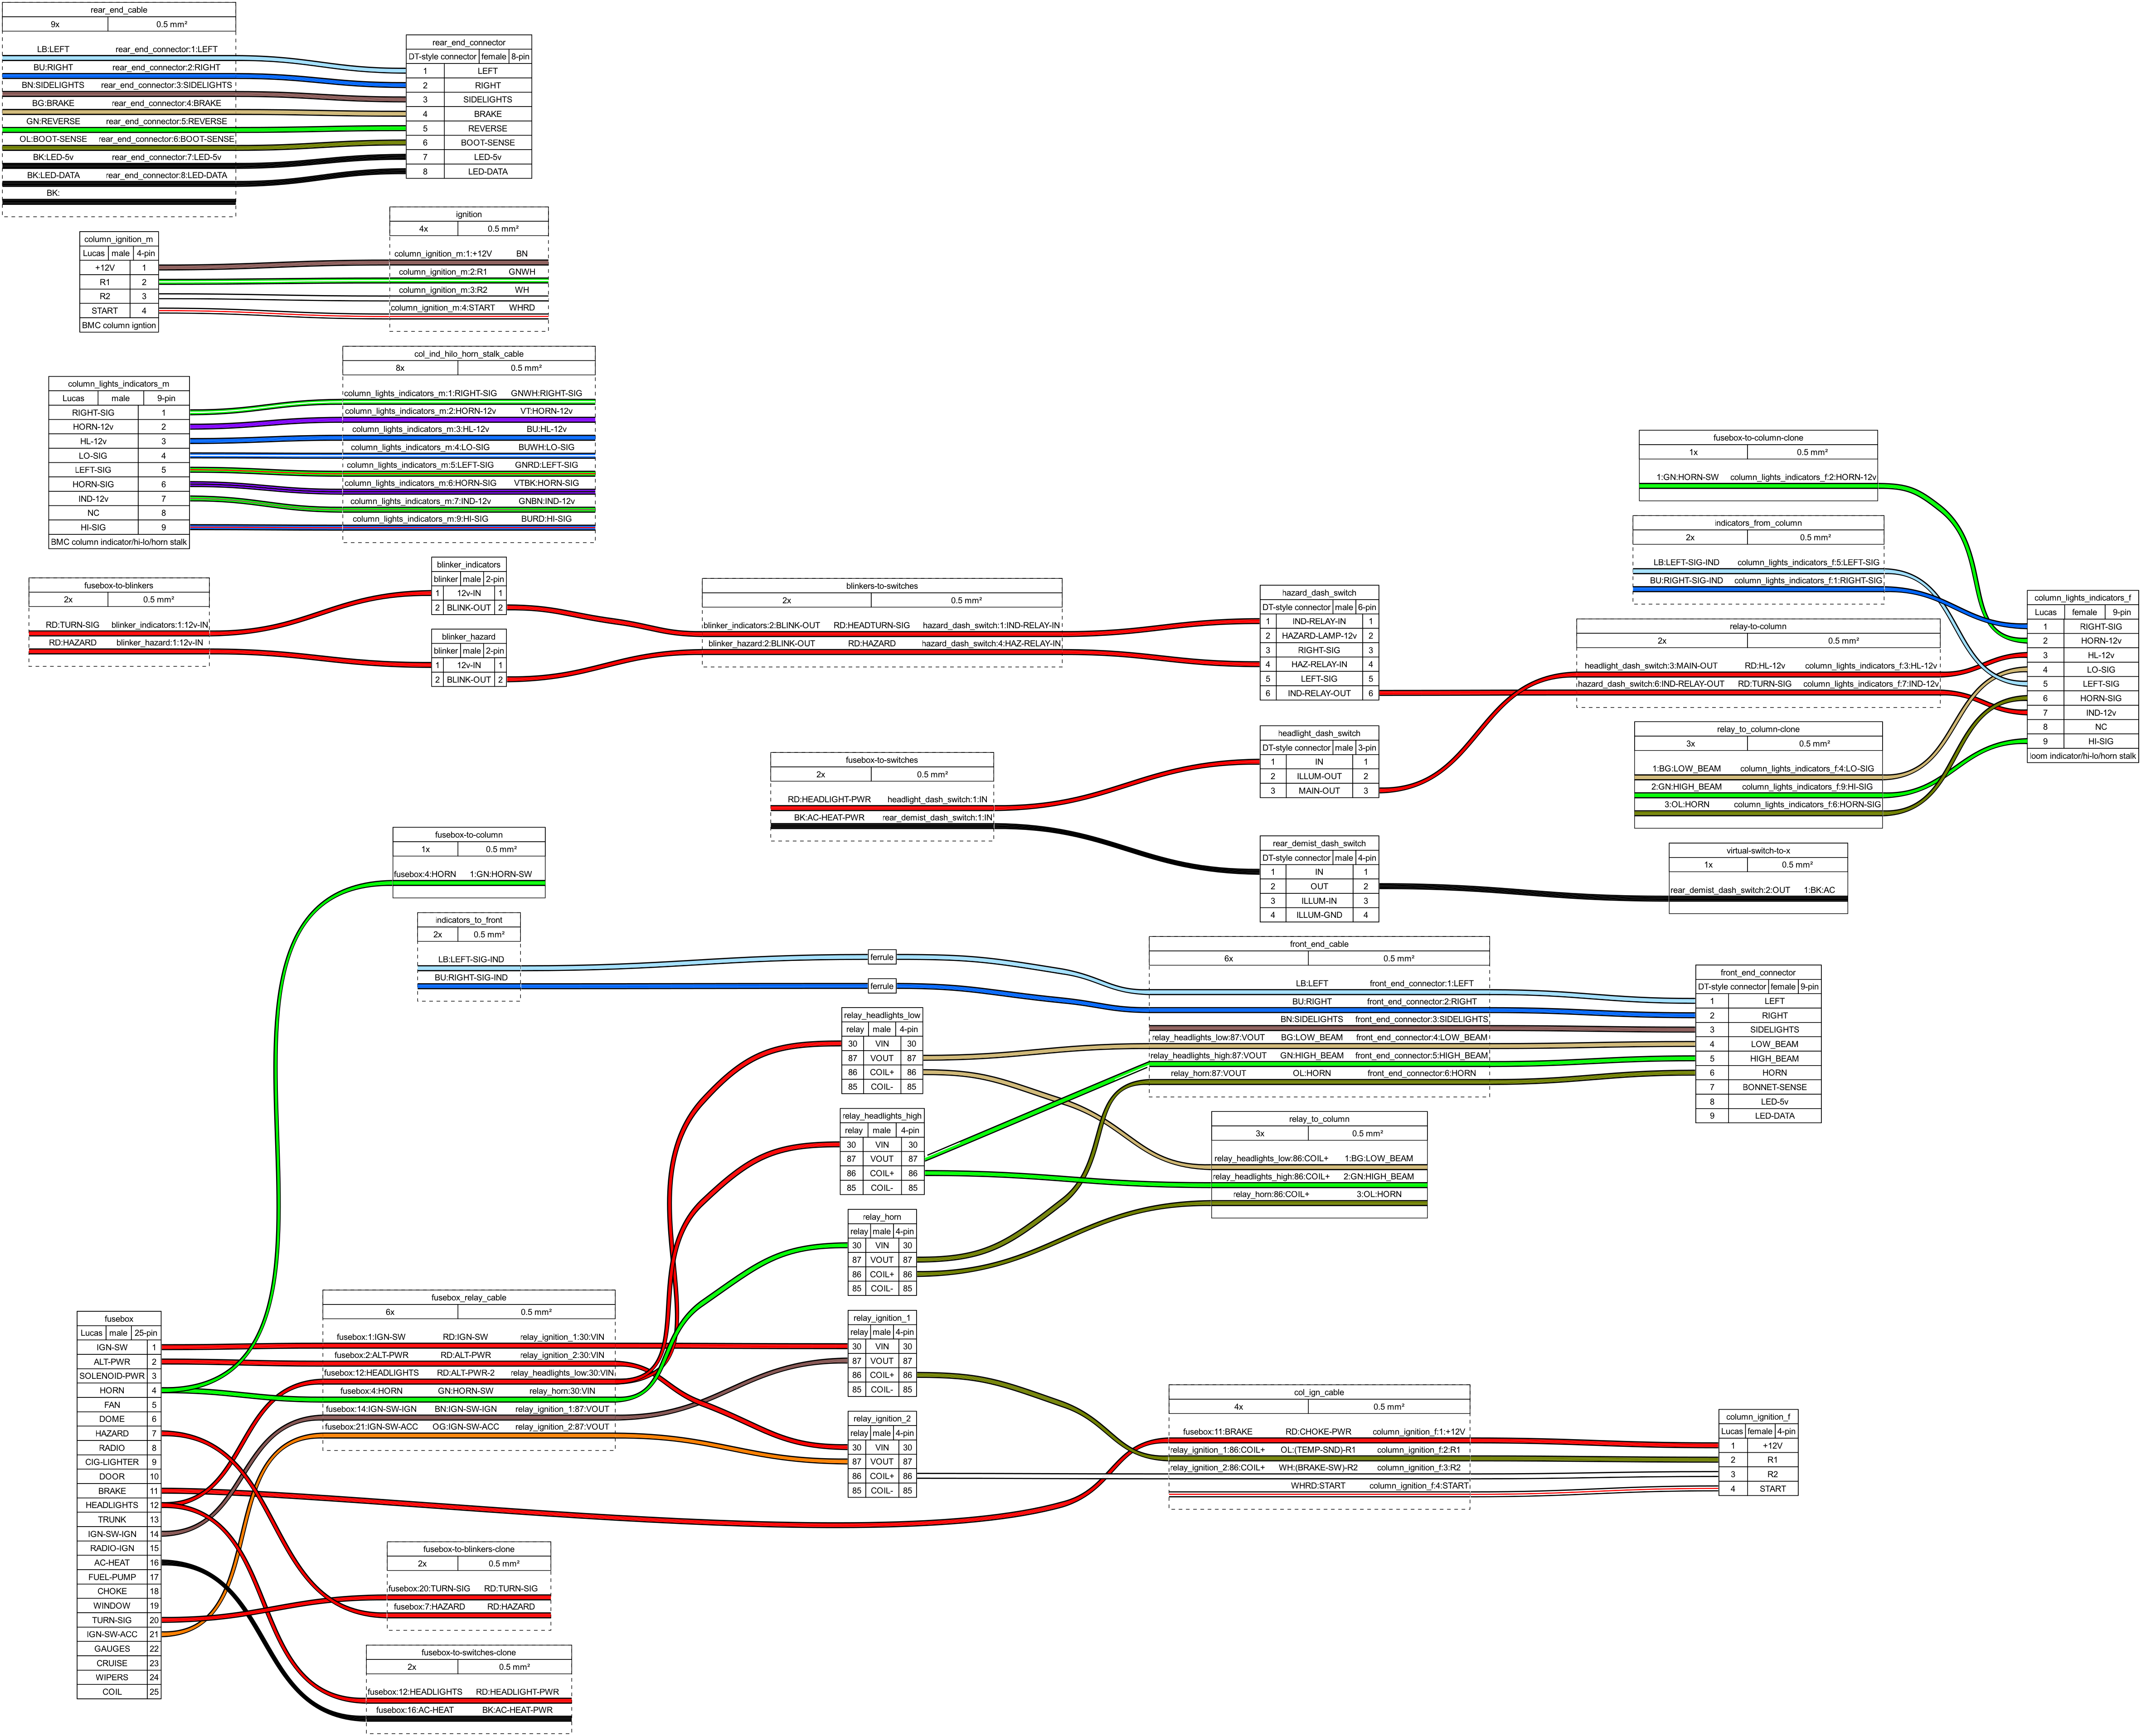 rear_end_cable
9x 0.5 mm²
LB:LEFT rear_end_connector:1:LEFT
BU:RIGHT rear_end_connector:2:RIGHT
BN:SIDELIGHTS rear_end_connector:3:SIDELIGHTS
BG:BRAKE rear_end_connector:4:BRAKE
GN:REVERSE rear_end_connector:5:REVERSE
OL:BOOT-SENSE rear_end_connector:6:BOOT-SENSE
BK:LED-5v rear_end_connector:7:LED-5v
BK:LED-DATA rear_end_connector:8:LED-DATA
BK:
rear_end_connector
DT-style connector female 8-pin
1 LEFT
2 RIGHT
3 SIDELIGHTS
4 BRAKE
5 REVERSE
6 BOOT-SENSE
7 LED-5v
8 LED-DATA
column_ignition_m
Lucas male 4-pin
+12V 1
R1 2
R2 3
START 4
BMC column igntion
ignition
4x 0.5 mm²
column_ignition_m:1:+12V BN
column_ignition_m:2:R1 GNWH
column_ignition_m:3:R2 WH
column_ignition_m:4:START WHRD
column_lights_indicators_m
Lucas male 9-pin
RIGHT-SIG 1
HORN-12v 2
HL-12v 3
LO-SIG 4
LEFT-SIG 5
HORN-SIG 6
IND-12v 7
NC 8
HI-SIG 9
BMC column indicator/hi-lo/horn stalk
col_ind_hilo_horn_stalk_cable
8x 0.5 mm²
column_lights_indicators_m:1:RIGHT-SIG GNWH:RIGHT-SIG
column_lights_indicators_m:2:HORN-12v VT:HORN-12v
column_lights_indicators_m:3:HL-12v BU:HL-12v
column_lights_indicators_m:4:LO-SIG BUWH:LO-SIG
column_lights_indicators_m:5:LEFT-SIG GNRD:LEFT-SIG
column_lights_indicators_m:6:HORN-SIG VTBK:HORN-SIG
column_lights_indicators_m:7:IND-12v GNBN:IND-12v
column_lights_indicators_m:9:HI-SIG BURD:HI-SIG
fusebox-to-blinkers
2x 0.5 mm²
RD:TURN-SIG blinker_indicators:1:12v-IN
RD:HAZARD blinker_hazard:1:12v-IN
blinker_indicators
blinker male 2-pin
1 12v-IN 1
2 BLINK-OUT 2
blinker_hazard
blinker male 2-pin
1 12v-IN 1
2 BLINK-OUT 2
blinkers-to-switches
2x 0.5 mm²
blinker_indicators:2:BLINK-OUT RD:HEADTURN-SIG hazard_dash_switch:1:IND-RELAY-IN
blinker_hazard:2:BLINK-OUT RD:HAZARD hazard_dash_switch:4:HAZ-RELAY-IN
hazard_dash_switch
DT-style connector male 6-pin
1 IND-RELAY-IN 1
2 HAZARD-LAMP-12v 2
3 RIGHT-SIG 3
4 HAZ-RELAY-IN 4
5 LEFT-SIG 5
6 IND-RELAY-OUT 6
fusebox-to-column-clone
1x 0.5 mm²
1:GN:HORN-SW column_lights_indicators_f:2:HORN-12v
indicators_from_column
2x 0.5 mm²
LB:LEFT-SIG-IND column_lights_indicators_f:5:LEFT-SIG
BU:RIGHT-SIG-IND column_lights_indicators_f:1:RIGHT-SIG
relay-to-column
2x 0.5 mm²
headlight_dash_switch:3:MAIN-OUT RD:HL-12v column_lights_indicators_f:3:HL-12v
hazard_dash_switch:6:IND-RELAY-OUT RD:TURN-SIG column_lights_indicators_f:7:IND-12v
relay_to_column-clone
3x 0.5 mm²
1:BG:LOW_BEAM column_lights_indicators_f:4:LO-SIG
2:GN:HIGH_BEAM column_lights_indicators_f:9:HI-SIG
3:OL:HORN column_lights_indicators_f:6:HORN-SIG
column_lights_indicators_f
Lucas female 9-pin
1 RIGHT-SIG
2 HORN-12v
3 HL-12v
4 LO-SIG
5 LEFT-SIG
6 HORN-SIG
7 IND-12v
8 NC
9 HI-SIG
loom indicator/hi-lo/horn stalk
fusebox-to-switches
2x 0.5 mm²
RD:HEADLIGHT-PWR headlight_dash_switch:1:IN
BK:AC-HEAT-PWR rear_demist_dash_switch:1:IN
headlight_dash_switch
DT-style connector male 3-pin
1 IN 1
2 ILLUM-OUT 2
3 MAIN-OUT 3
rear_demist_dash_switch
DT-style connector male 4-pin
1 IN 1
2 OUT 2
3 ILLUM-IN 3
4 ILLUM-GND 4
virtual-switch-to-x
1x 0.5 mm²
rear_demist_dash_switch:2:OUT 1:BK:AC
fusebox-to-column
1x 0.5 mm²
fusebox:4:HORN 1:GN:HORN-SW
indicators_to_front
2x 0.5 mm²
LB:LEFT-SIG-IND
BU:RIGHT-SIG-IND
ferrule
ferrule
front_end_cable
6x 0.5 mm²
LB:LEFT front_end_connector:1:LEFT
BU:RIGHT front_end_connector:2:RIGHT
BN:SIDELIGHTS front_end_connector:3:SIDELIGHTS
relay_headlights_low:87:VOUT BG:LOW_BEAM front_end_connector:4:LOW_BEAM
relay_headlights_high:87:VOUT GN:HIGH_BEAM front_end_connector:5:HIGH_BEAM
relay_horn:87:VOUT OL:HORN front_end_connector:6:HORN
front_end_connector
DT-style connector female 9-pin
1 LEFT
2 RIGHT
3 SIDELIGHTS
4 LOW_BEAM
5 HIGH_BEAM
6 HORN
7 BONNET-SENSE
8 LED-5v
9 LED-DATA
relay_headlights_low
relay male 4-pin
30 VIN 30
87 VOUT 87
86 COIL+ 86
85 COIL- 85
relay_headlights_high
relay male 4-pin
30 VIN 30
87 VOUT 87
86 COIL+ 86
85 COIL- 85
relay_to_column
3x 0.5 mm²
relay_headlights_low:86:COIL+ 1:BG:LOW_BEAM
relay_headlights_high:86:COIL+ 2:GN:HIGH_BEAM
relay_horn:86:COIL+ 3:OL:HORN
relay_horn
relay male 4-pin
30 VIN 30
87 VOUT 87
86 COIL+ 86
85 COIL- 85
fusebox
Lucas male 25-pin
IGN-SW 1
ALT-PWR 2
SOLENOID-PWR 3
HORN 4
FAN 5
DOME 6
HAZARD 7
RADIO 8
CIG-LIGHTER 9
DOOR 10
BRAKE 11
HEADLIGHTS 12
TRUNK 13
IGN-SW-IGN 14
RADIO-IGN 15
AC-HEAT 16
FUEL-PUMP 17
CHOKE 18
WINDOW 19
TURN-SIG 20
IGN-SW-ACC 21
GAUGES 22
CRUISE 23
WIPERS 24
COIL 25
fusebox_relay_cable
6x 0.5 mm²
fusebox:1:IGN-SW RD:IGN-SW relay_ignition_1:30:VIN
fusebox:2:ALT-PWR RD:ALT-PWR relay_ignition_2:30:VIN
fusebox:12:HEADLIGHTS RD:ALT-PWR-2 relay_headlights_low:30:VIN
fusebox:4:HORN GN:HORN-SW relay_horn:30:VIN
fusebox:14:IGN-SW-IGN BN:IGN-SW-IGN relay_ignition_1:87:VOUT
fusebox:21:IGN-SW-ACC OG:IGN-SW-ACC relay_ignition_2:87:VOUT
relay_ignition_1
relay male 4-pin
30 VIN 30
87 VOUT 87
86 COIL+ 86
85 COIL- 85
relay_ignition_2
relay male 4-pin
30 VIN 30
87 VOUT 87
86 COIL+ 86
85 COIL- 85
col_ign_cable
4x 0.5 mm²
fusebox:11:BRAKE RD:CHOKE-PWR column_ignition_f:1:+12V
relay_ignition_1:86:COIL+ OL:(TEMP-SND)-R1 column_ignition_f:2:R1
relay_ignition_2:86:COIL+ WH:(BRAKE-SW)-R2 column_ignition_f:3:R2
WHRD:START column_ignition_f:4:START
column_ignition_f
Lucas female 4-pin
1 +12V
2 R1
3 R2
4 START
fusebox-to-blinkers-clone
2x 0.5 mm²
fusebox:20:TURN-SIG RD:TURN-SIG
fusebox:7:HAZARD RD:HAZARD
fusebox-to-switches-clone
2x 0.5 mm²
fusebox:12:HEADLIGHTS RD:HEADLIGHT-PWR
fusebox:16:AC-HEAT BK:AC-HEAT-PWR